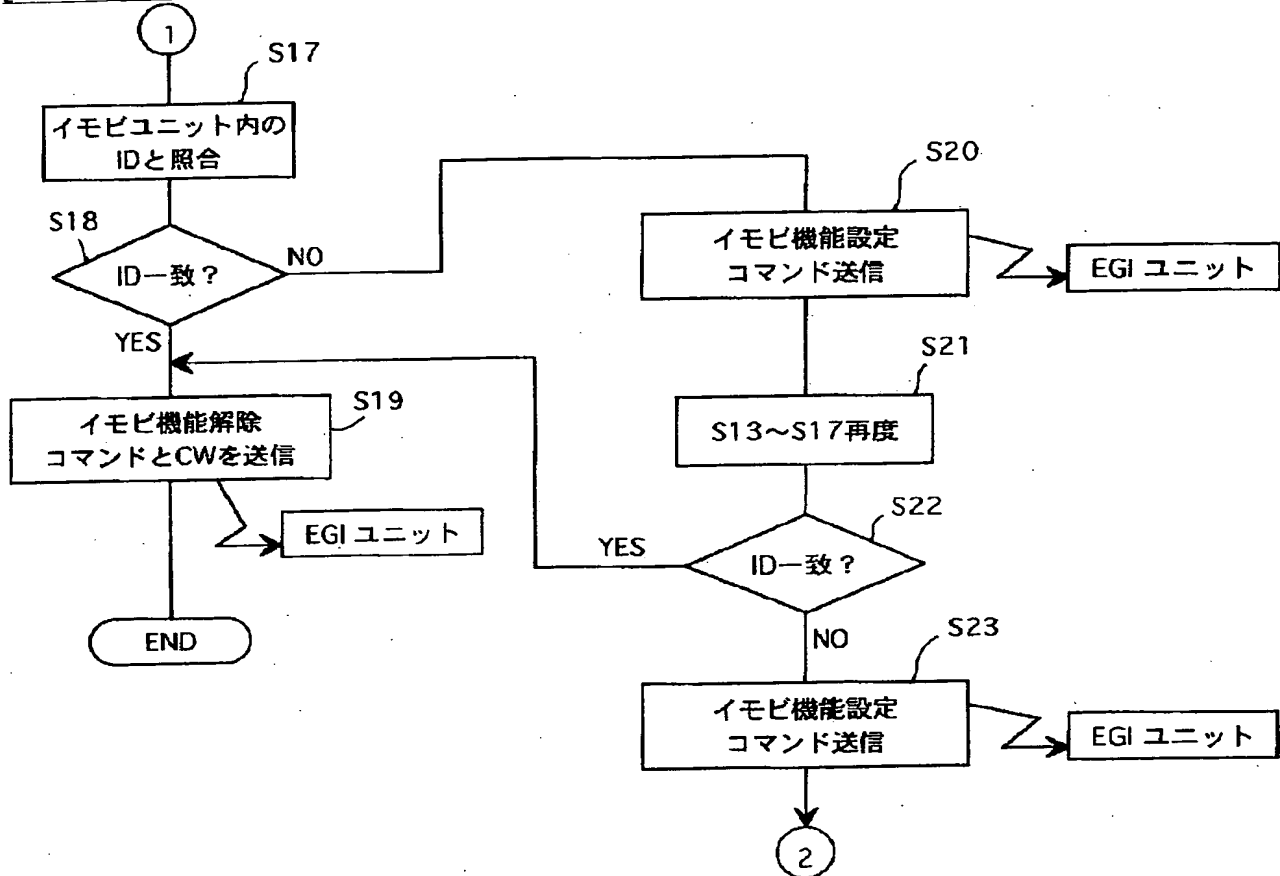 1
S17
イモビユニット内の
IDと照合
S18
ID一致？
NO
YES
S19
イモビ機能解除
コマンドとCWを送信
EGI ユニット
END
S20
イモビ機能設定
コマンド送信
EGI ユニット
S21
S13〜S17再度
S22
ID一致？
YES
NO
S23
イモビ機能設定
コマンド送信
EGI ユニット
2